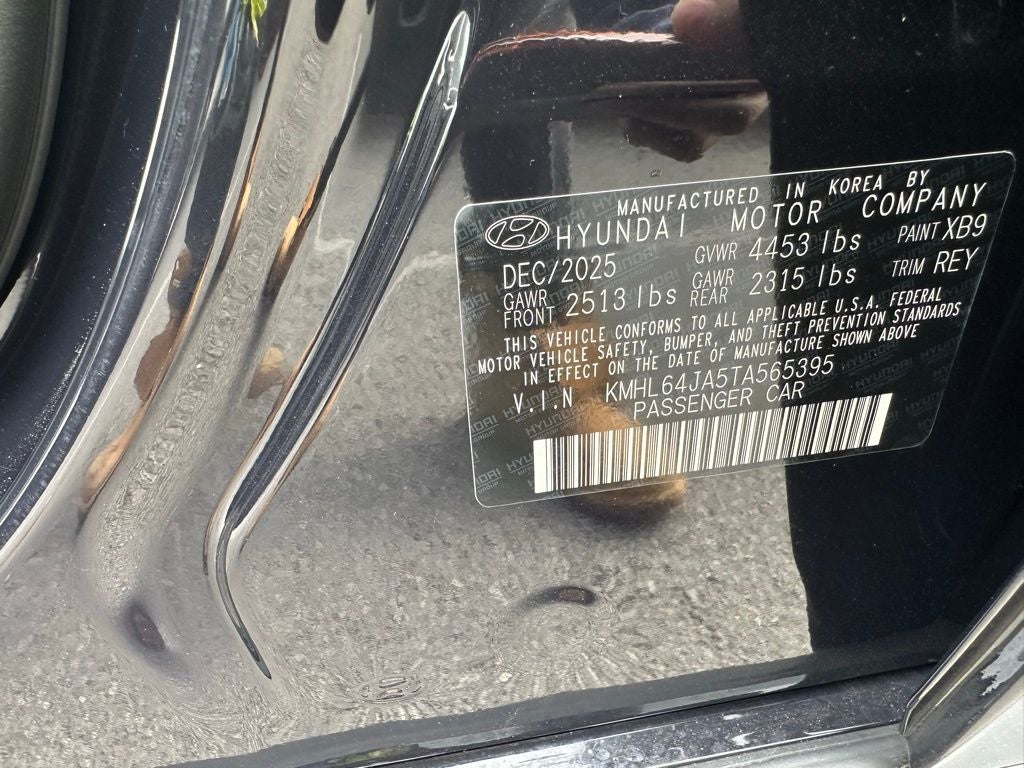 MANUFACTURED IN KOREA BY
HYUNDAI MOTOR COMPANY
DEC/2025 GVWR 4453 lbs PAINT XB9
GAWR FRONT 2513 lbs GAWR REAR 2315 lbs TRIM REY
THIS VEHICLE CONFORMS TO ALL APPLICABLE U.S.A. FEDERAL
MOTOR VEHICLE SAFETY, BUMPER, AND THEFT PREVENTION STANDARDS
IN EFFECT ON THE DATE OF MANUFACTURE SHOWN ABOVE
V.I.N KMHL64JA5TA565395
PASSENGER CAR